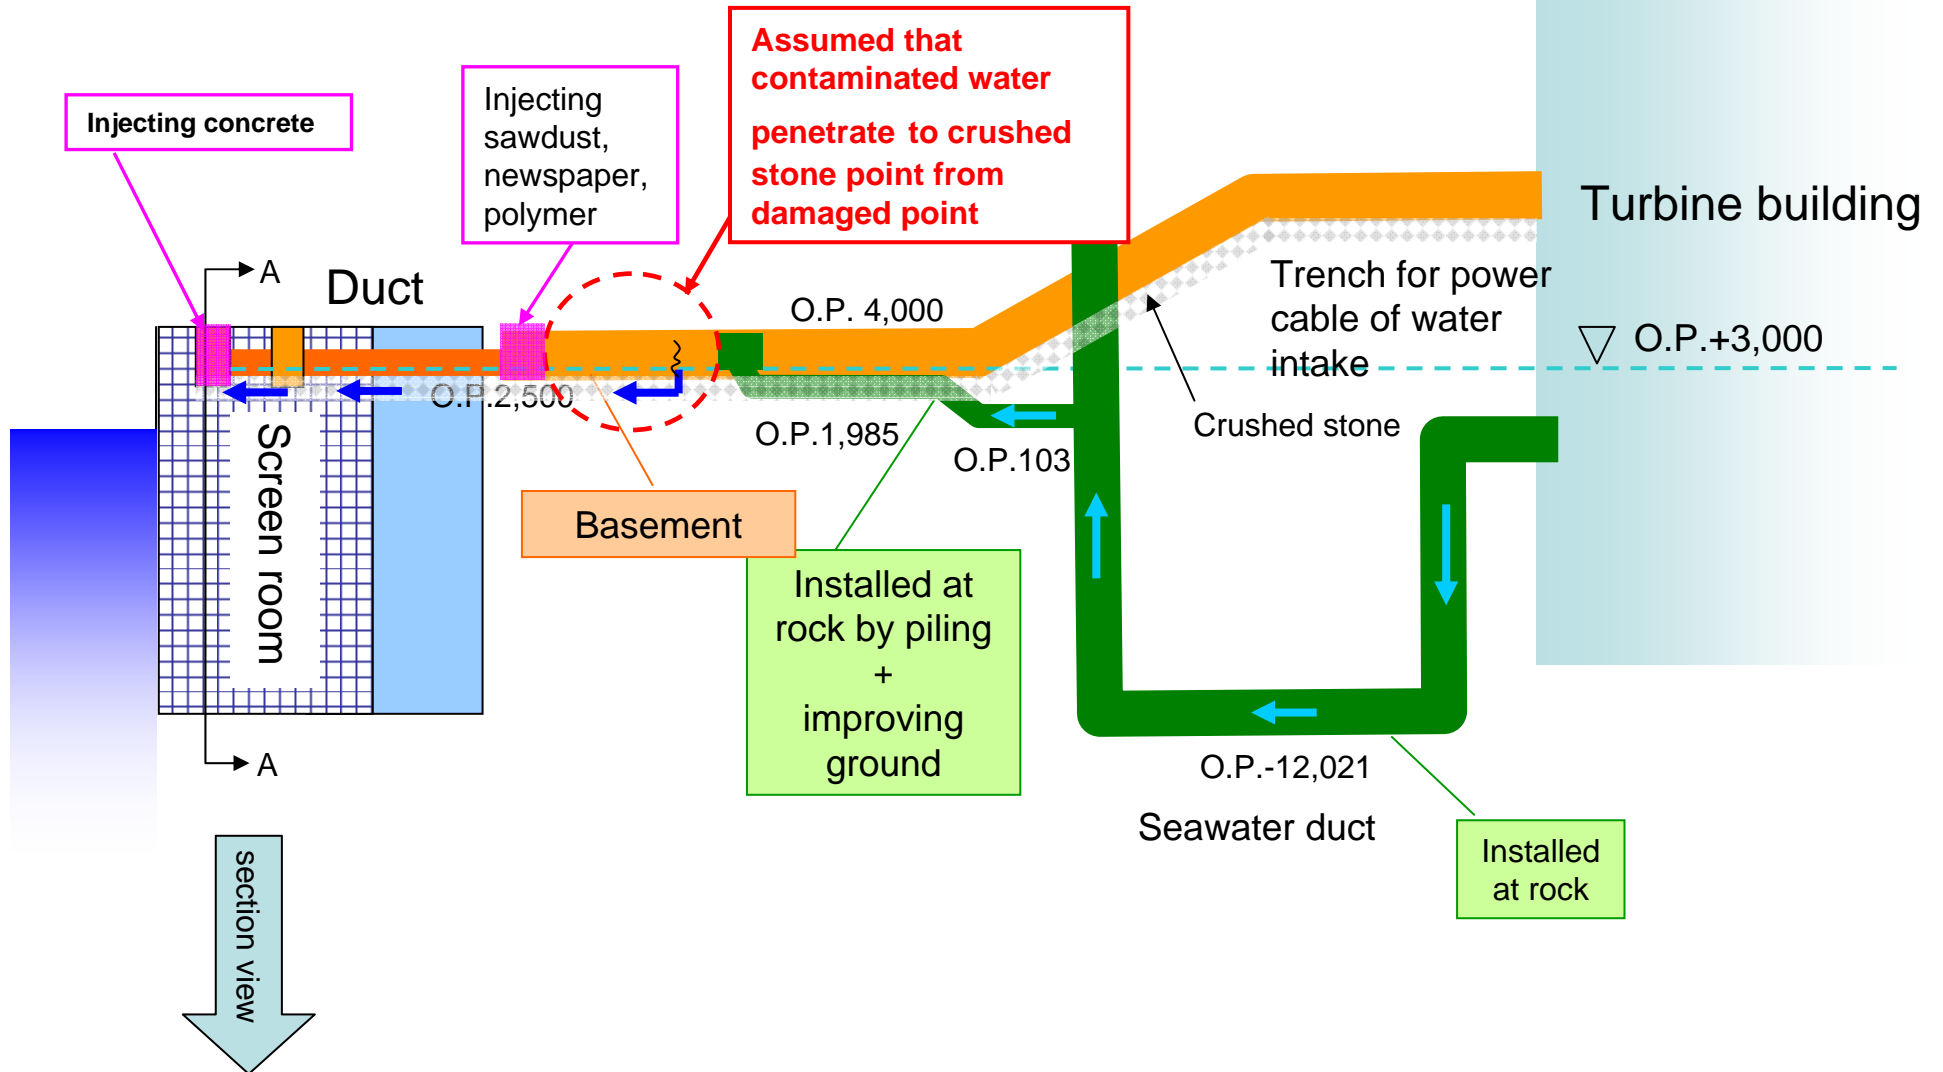 Assumed that
contaminated water
penetrate to crushed
stone point from
damaged point
Injecting
sawdust,
newspaper,
polymer
Injecting concrete
Turbine building
A
Duct
O.P. 4,000
Trench for power
cable of water
intake
O.P.+3,000
O.P.2,500
Crushed stone
O.P.1,985
O.P.103
Screen room
Basement
Installed at
rock by piling
+
improving
ground
A
O.P.-12,021
Seawater duct
Installed
at rock
section view